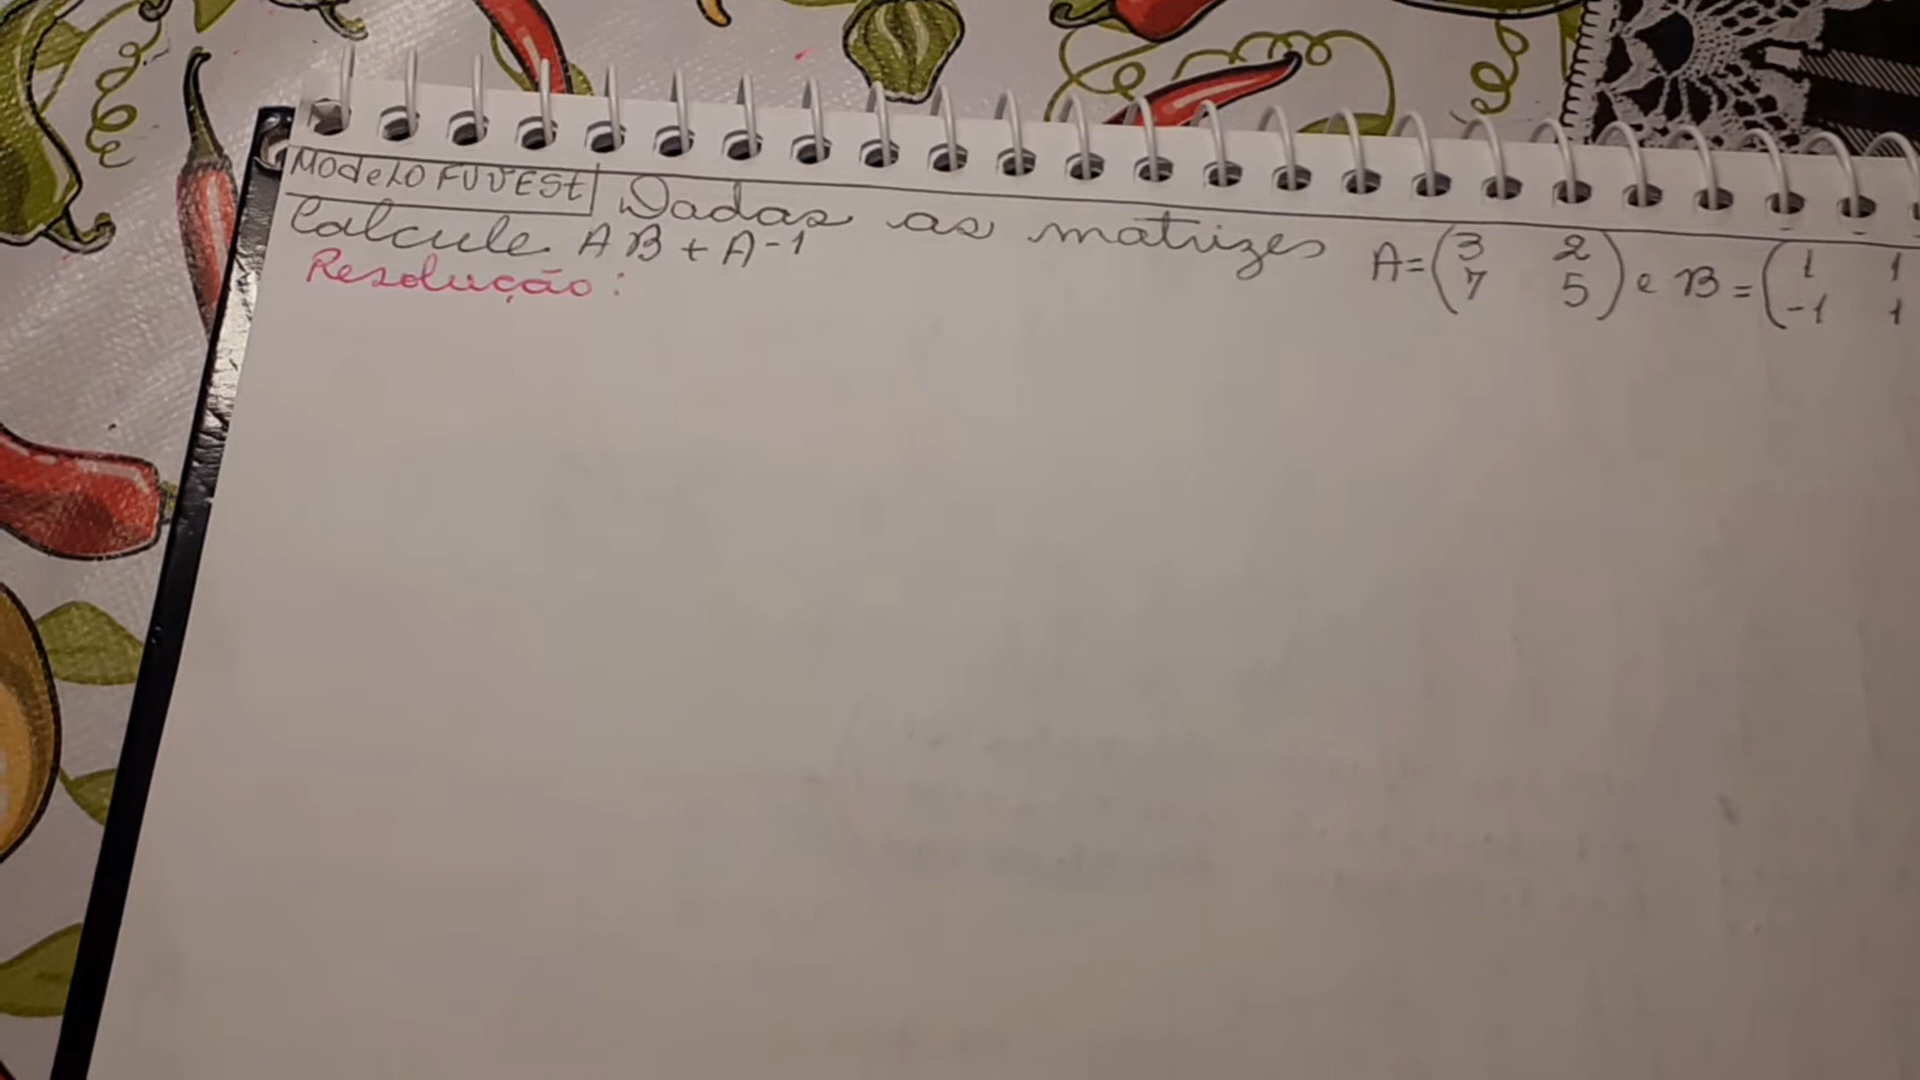 Modelo FUVESt Dadas as matrizes A = (3 2 7 5) e B = (1 1 -1 1
Calcule AB + A-1
Resolução: